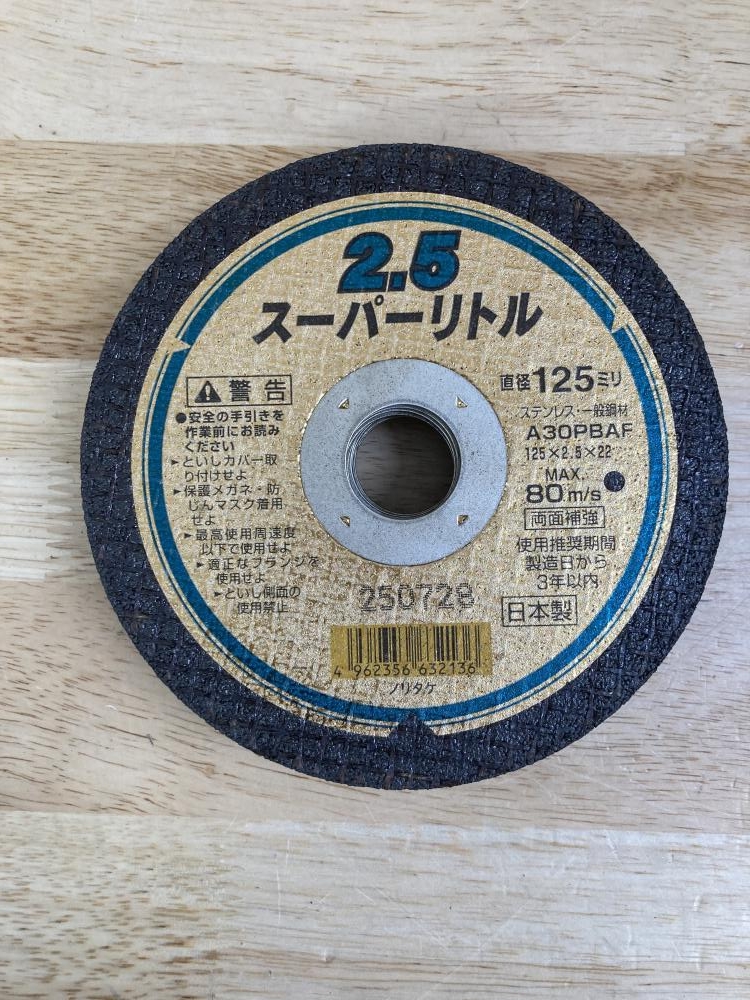 2.5
スーパーリトル
⚠警告
●安全の手引きを
作業前にお読み
ください
►といしカバー取
り付けせよ
►保護メガネ・防
じんマスク着用
せよ
►最高使用周速度
以下で使用せよ
►適正なフランジを
使用せよ
►といし側面の
使用禁止
直径125ミリ
ステンレス・一般鋼材
A30PBAF
125×2.5×22
MAX.
80m/s
両面補強
使用推奨期間
製造日から
3年以内
日本製
250728
4 962356 632136
ノリタケ